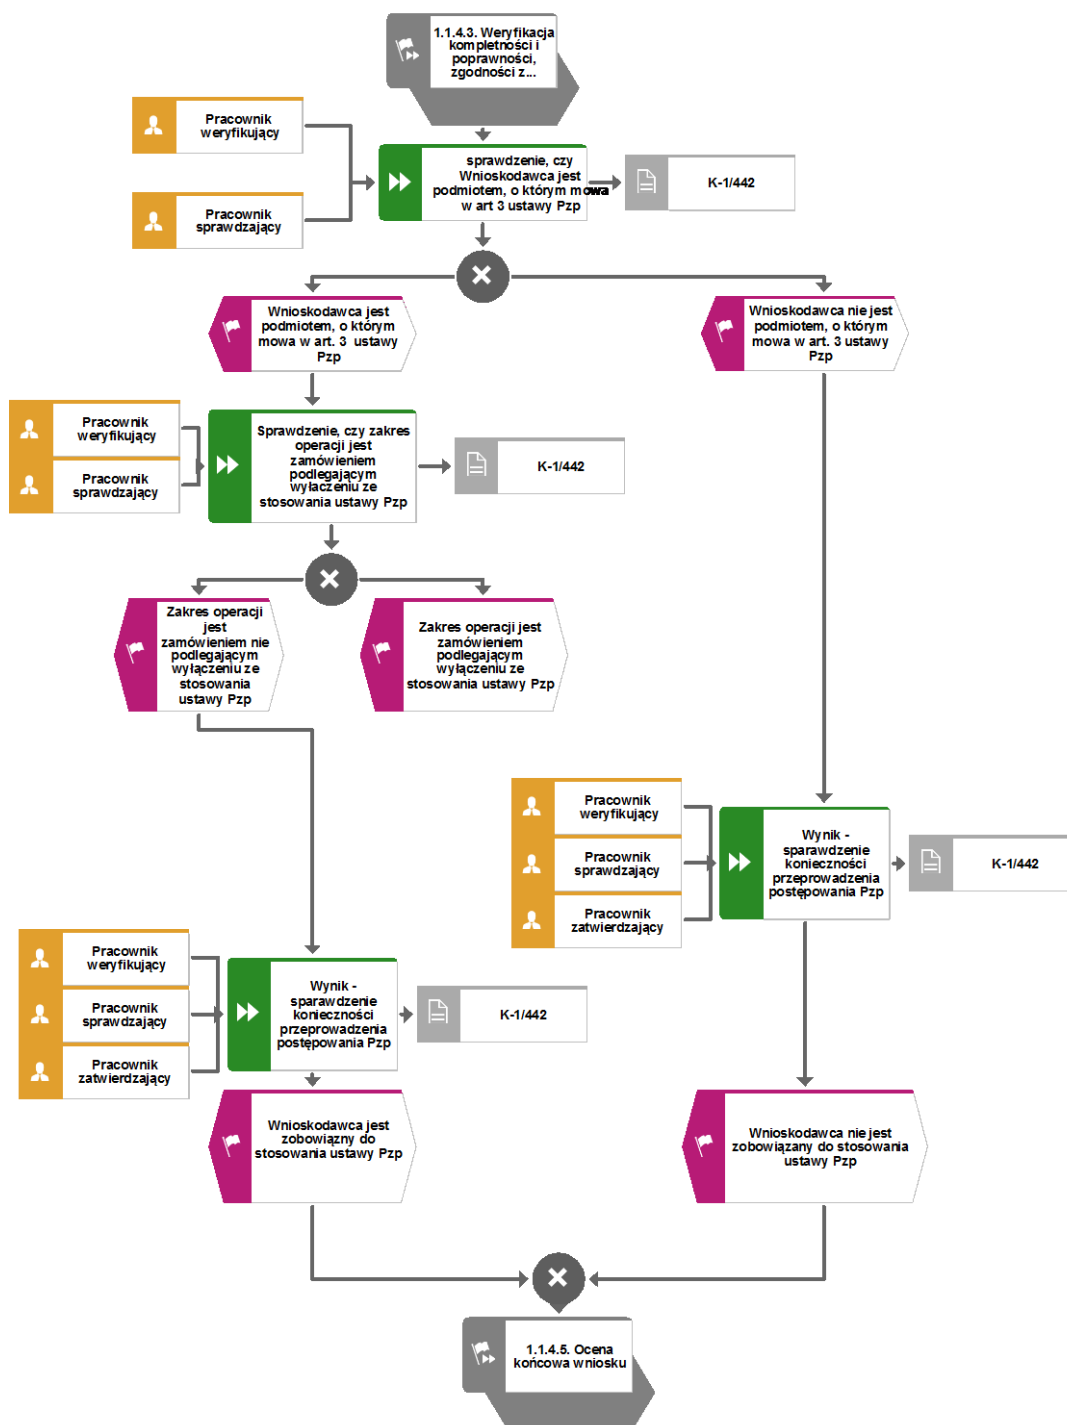 1.1.4.3. Weryfikacja
kompletności i
poprawności,
zgodności z...
Pracownik
weryfikujący
Pracownik
sprawdzający
sprawdzenie, czy
Wnioskodawca jest
podmiotem, o którym mowa
w art 3 ustawy Pzp
K-1/442
Wnioskodawca jest
podmiotem, o którym
mowa w art. 3 ustawy
Pzp
Wnioskodawca nie jest
podmiotem, o którym
mowa w art. 3 ustawy
Pzp
Pracownik
weryfikujący
Pracownik
sprawdzający
Sprawdzenie, czy zakres
operacji jest
zamówieniem
podlegającym
wyłączeniu ze
stosowania ustawy Pzp
K-1/442
Zakres operacji
jest
zamówieniem nie
podlegającym
wyłączeniu ze
stosowania
ustawy Pzp
Zakres operacji jest
zamówieniem
podlegającym
wyłączeniu ze
stosowania ustawy Pzp
Pracownik
weryfikujący
Pracownik
sprawdzający
Pracownik
zatwierdzający
Wynik -
sparawdzenie
konieczności
przeprowadzenia
postępowania Pzp
K-1/442
Pracownik
weryfikujący
Pracownik
sprawdzający
Pracownik
zatwierdzający
Wynik -
sparawdzenie
konieczności
przeprowadzenia
postępowania Pzp
K-1/442
Wnioskodawca jest
zobowiązny do
stosowania ustawy Pzp
Wnioskodawca nie jest
zobowiązany do stosowania
ustawy Pzp
1.1.4.5. Ocena
końcowa wniosku